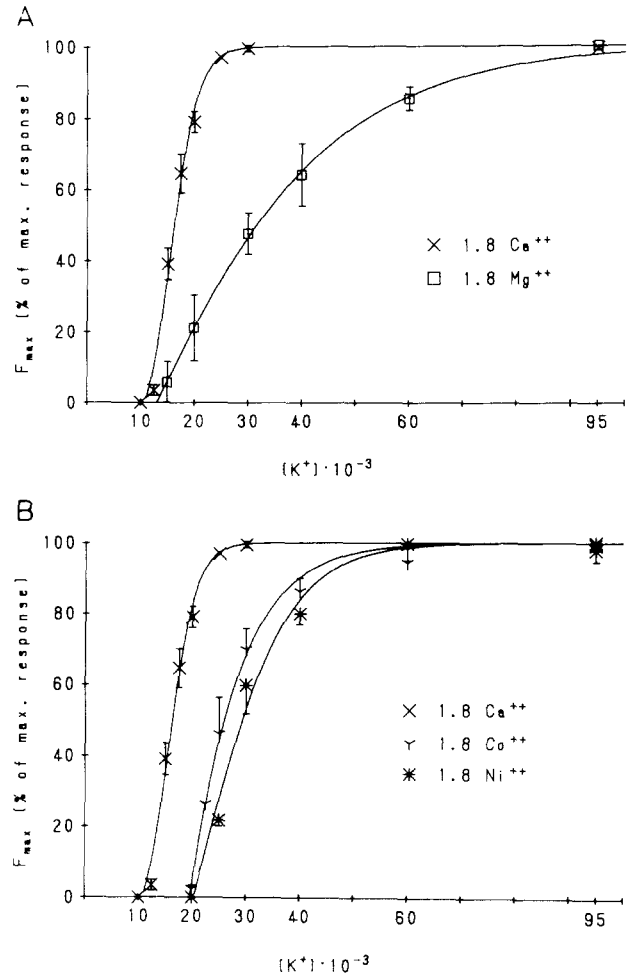 A
100
80
60
40
20
0
F max [% of max. response]
× 1.8 Ca++
□ 1.8 Mg++
10 20 30 40 60 95
[K+]·10-3
B
100
80
60
40
20
0
F max [% of max. response]
1.8 Ca++
1.8 Co++
1.8 Ni++
10 20 30 40 60 95
[K+]·10-3